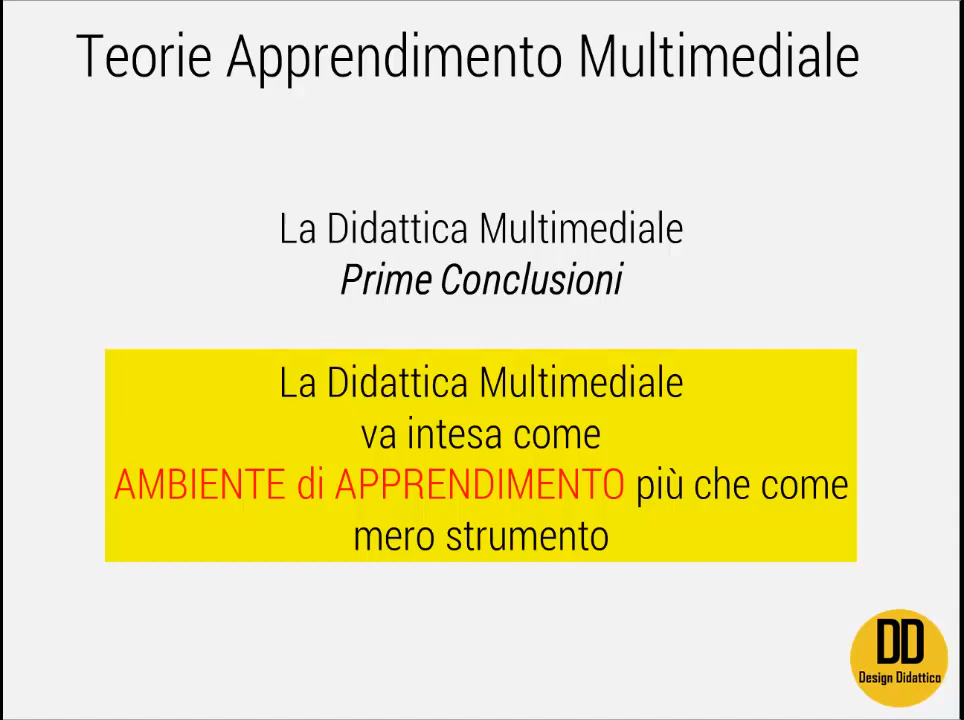 Teorie Apprendimento Multimediale
La Didattica Multimediale
Prime Conclusioni
La Didattica Multimediale
va intesa come
AMBIENTE di APPRENDIMENTO più che come
mero strumento
DD
Design Didattico